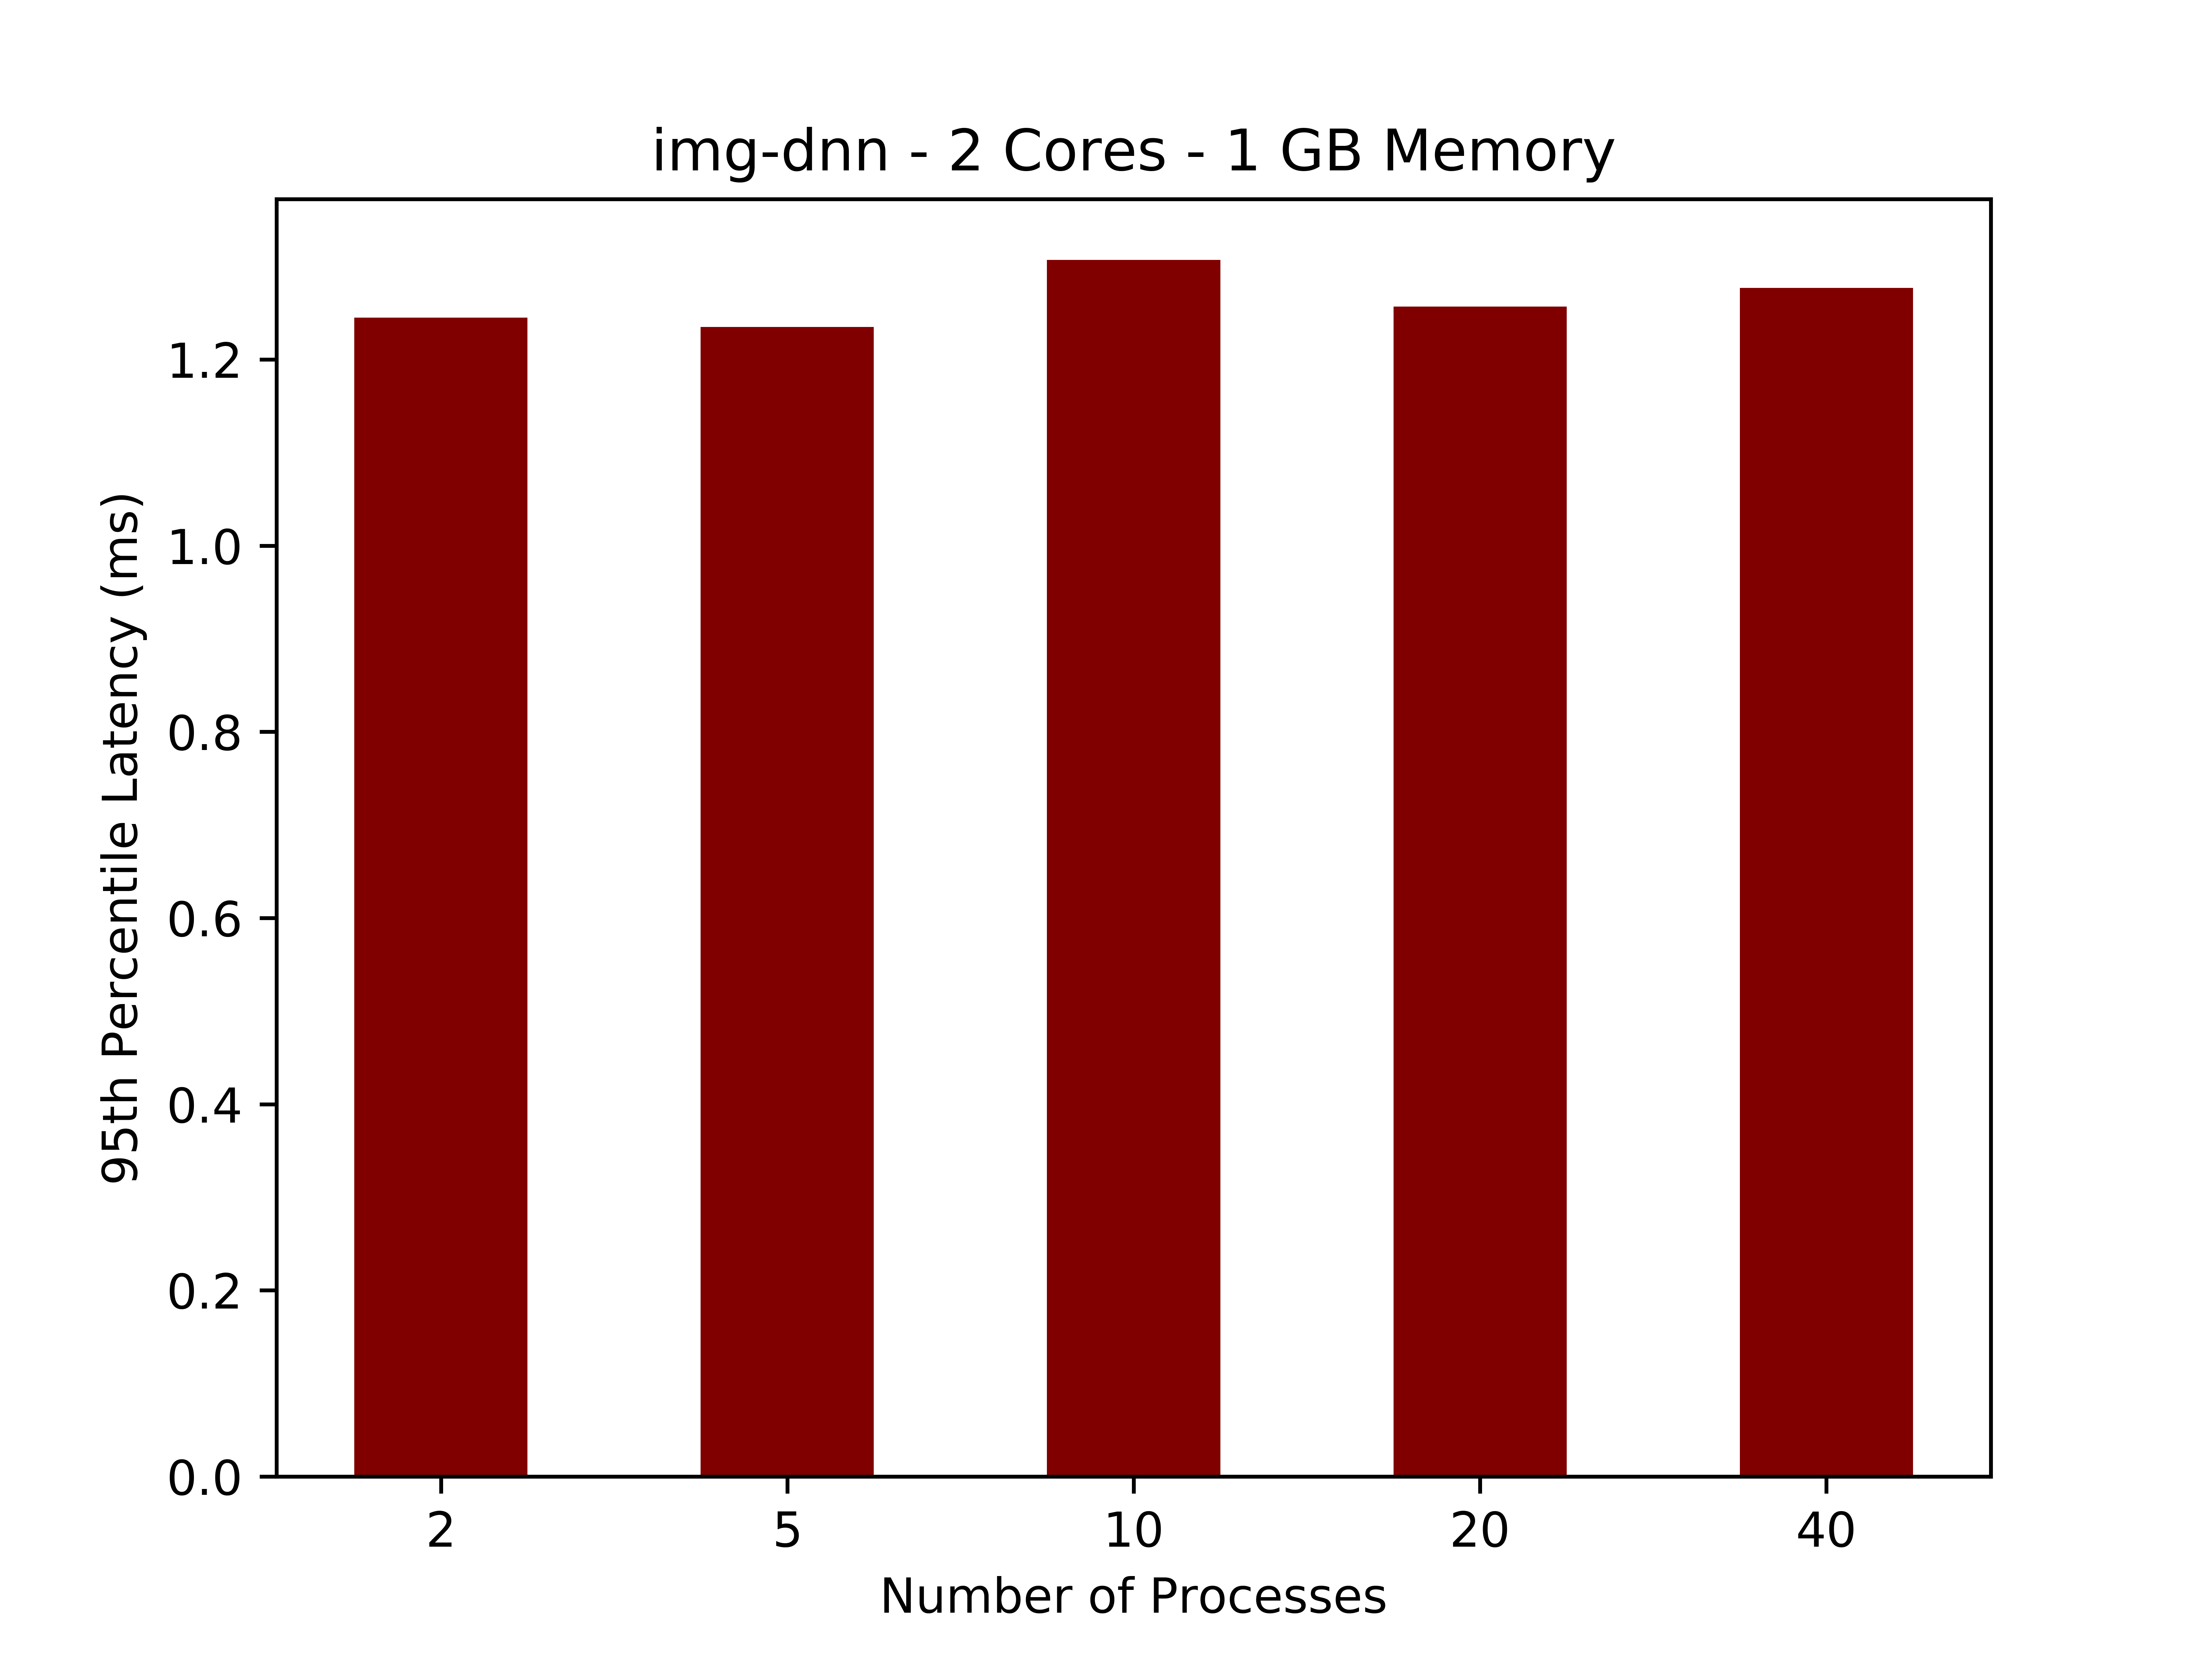 img-dnn - 2 Cores - 1 GB Memory
95th Percentile Latency (ms)
1.2
1.0
0.8
0.6
0.4
0.2
0.0
2 5 10 20 40
Number of Processes